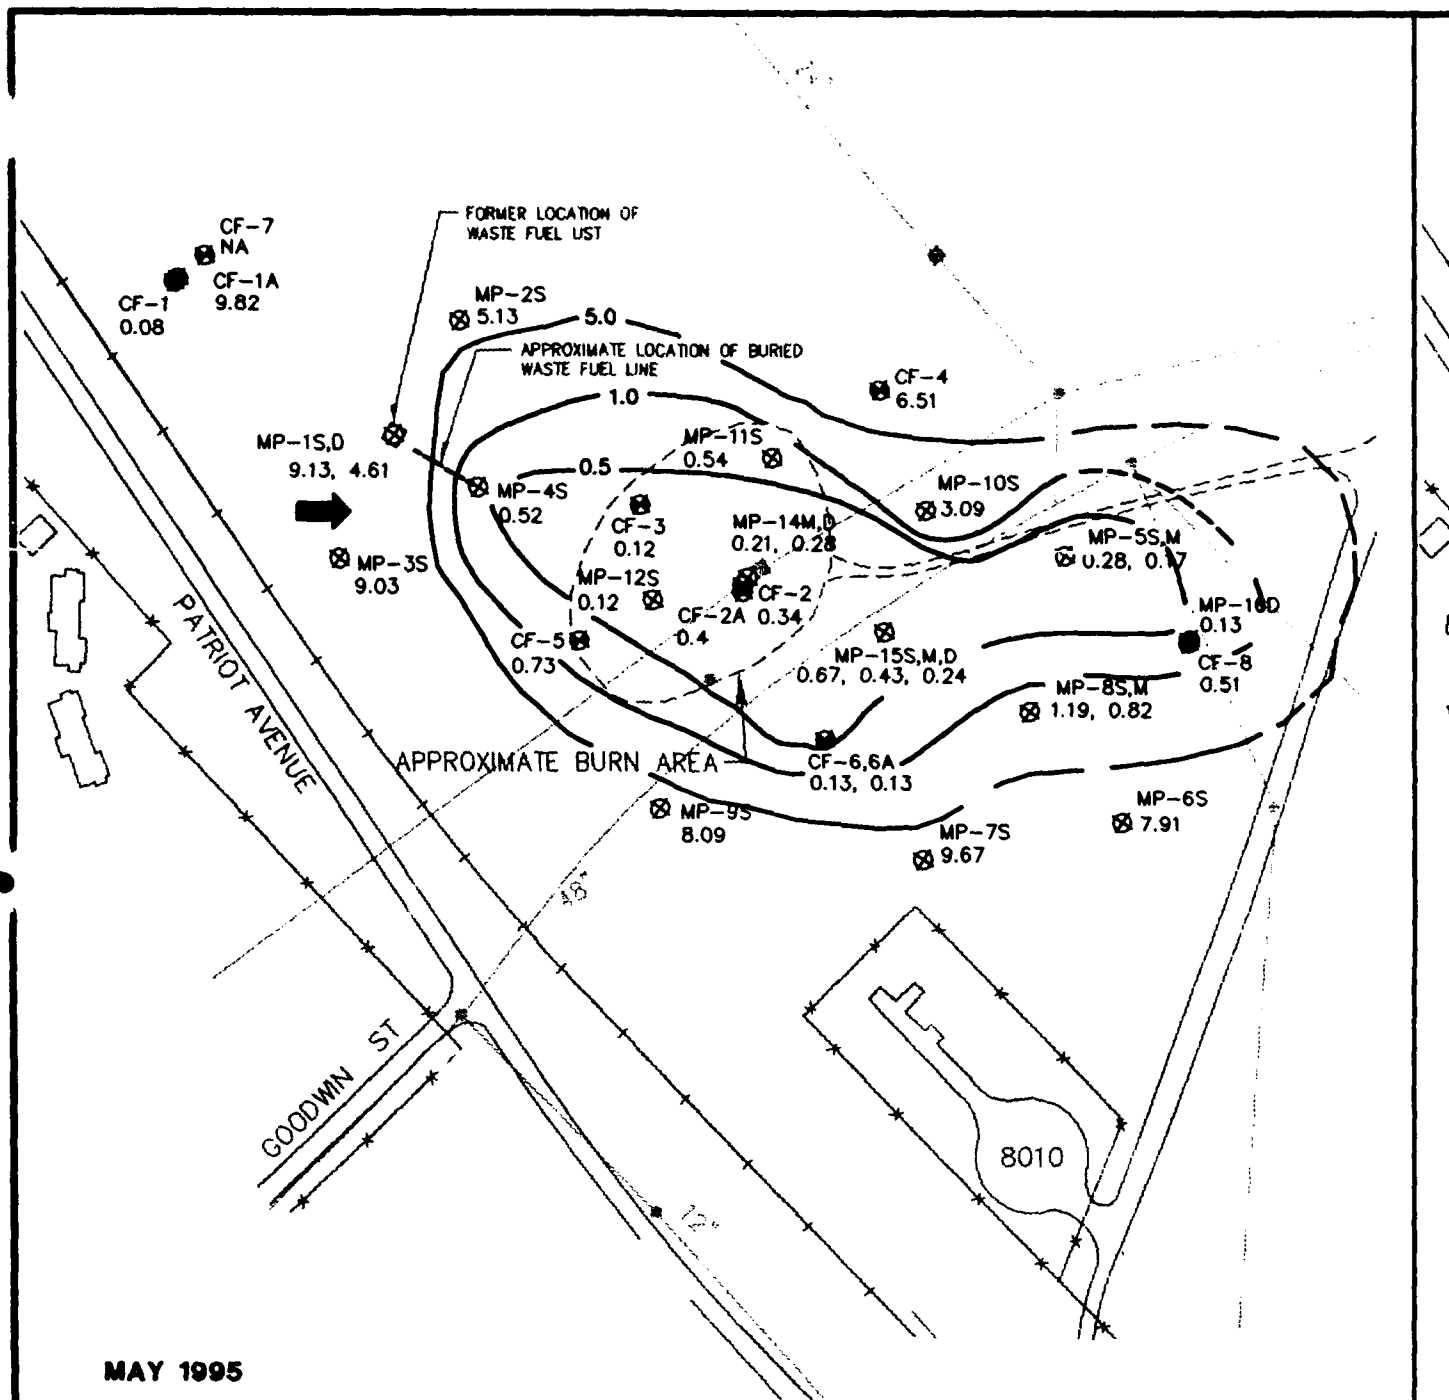 FORMER LOCATION OF
WASTE FUEL UST
CF-7
NA
CF-1A
9.82
CF-1
0.08
MP-2S
5.13
5.0
APPROXIMATE LOCATION OF BURIED
WASTE FUEL LINE
CF-4
6.51
1.0
MP-1S,D
9.13, 4.61
MP-11S
0.54
0.5
MP-4S
0.52
MP-10S
3.09
CF-3
0.12
MP-14M,D
0.21, 0.28
MP-5S,M
0.28, 0.17
MP-3S
9.03
MP-12S
0.12
CF-2
0.34
CF-2A
0.4
MP-16D
0.13
CF-5
0.73
MP-15S,M,D
0.67, 0.43, 0.24
CF-8
0.51
MP-8S,M
1.19, 0.82
PATRIOT AVENUE
APPROXIMATE BURN AREA
CF-6,6A
0.13, 0.13
MP-9S
8.09
MP-6S
7.91
MP-7S
9.67
48"
GOODWIN ST
8010
12"
MAY 1995